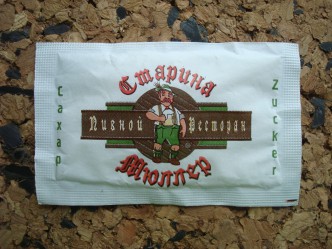 Старина
Пивной Ресторан
Мюллер
Сахар
Zucker